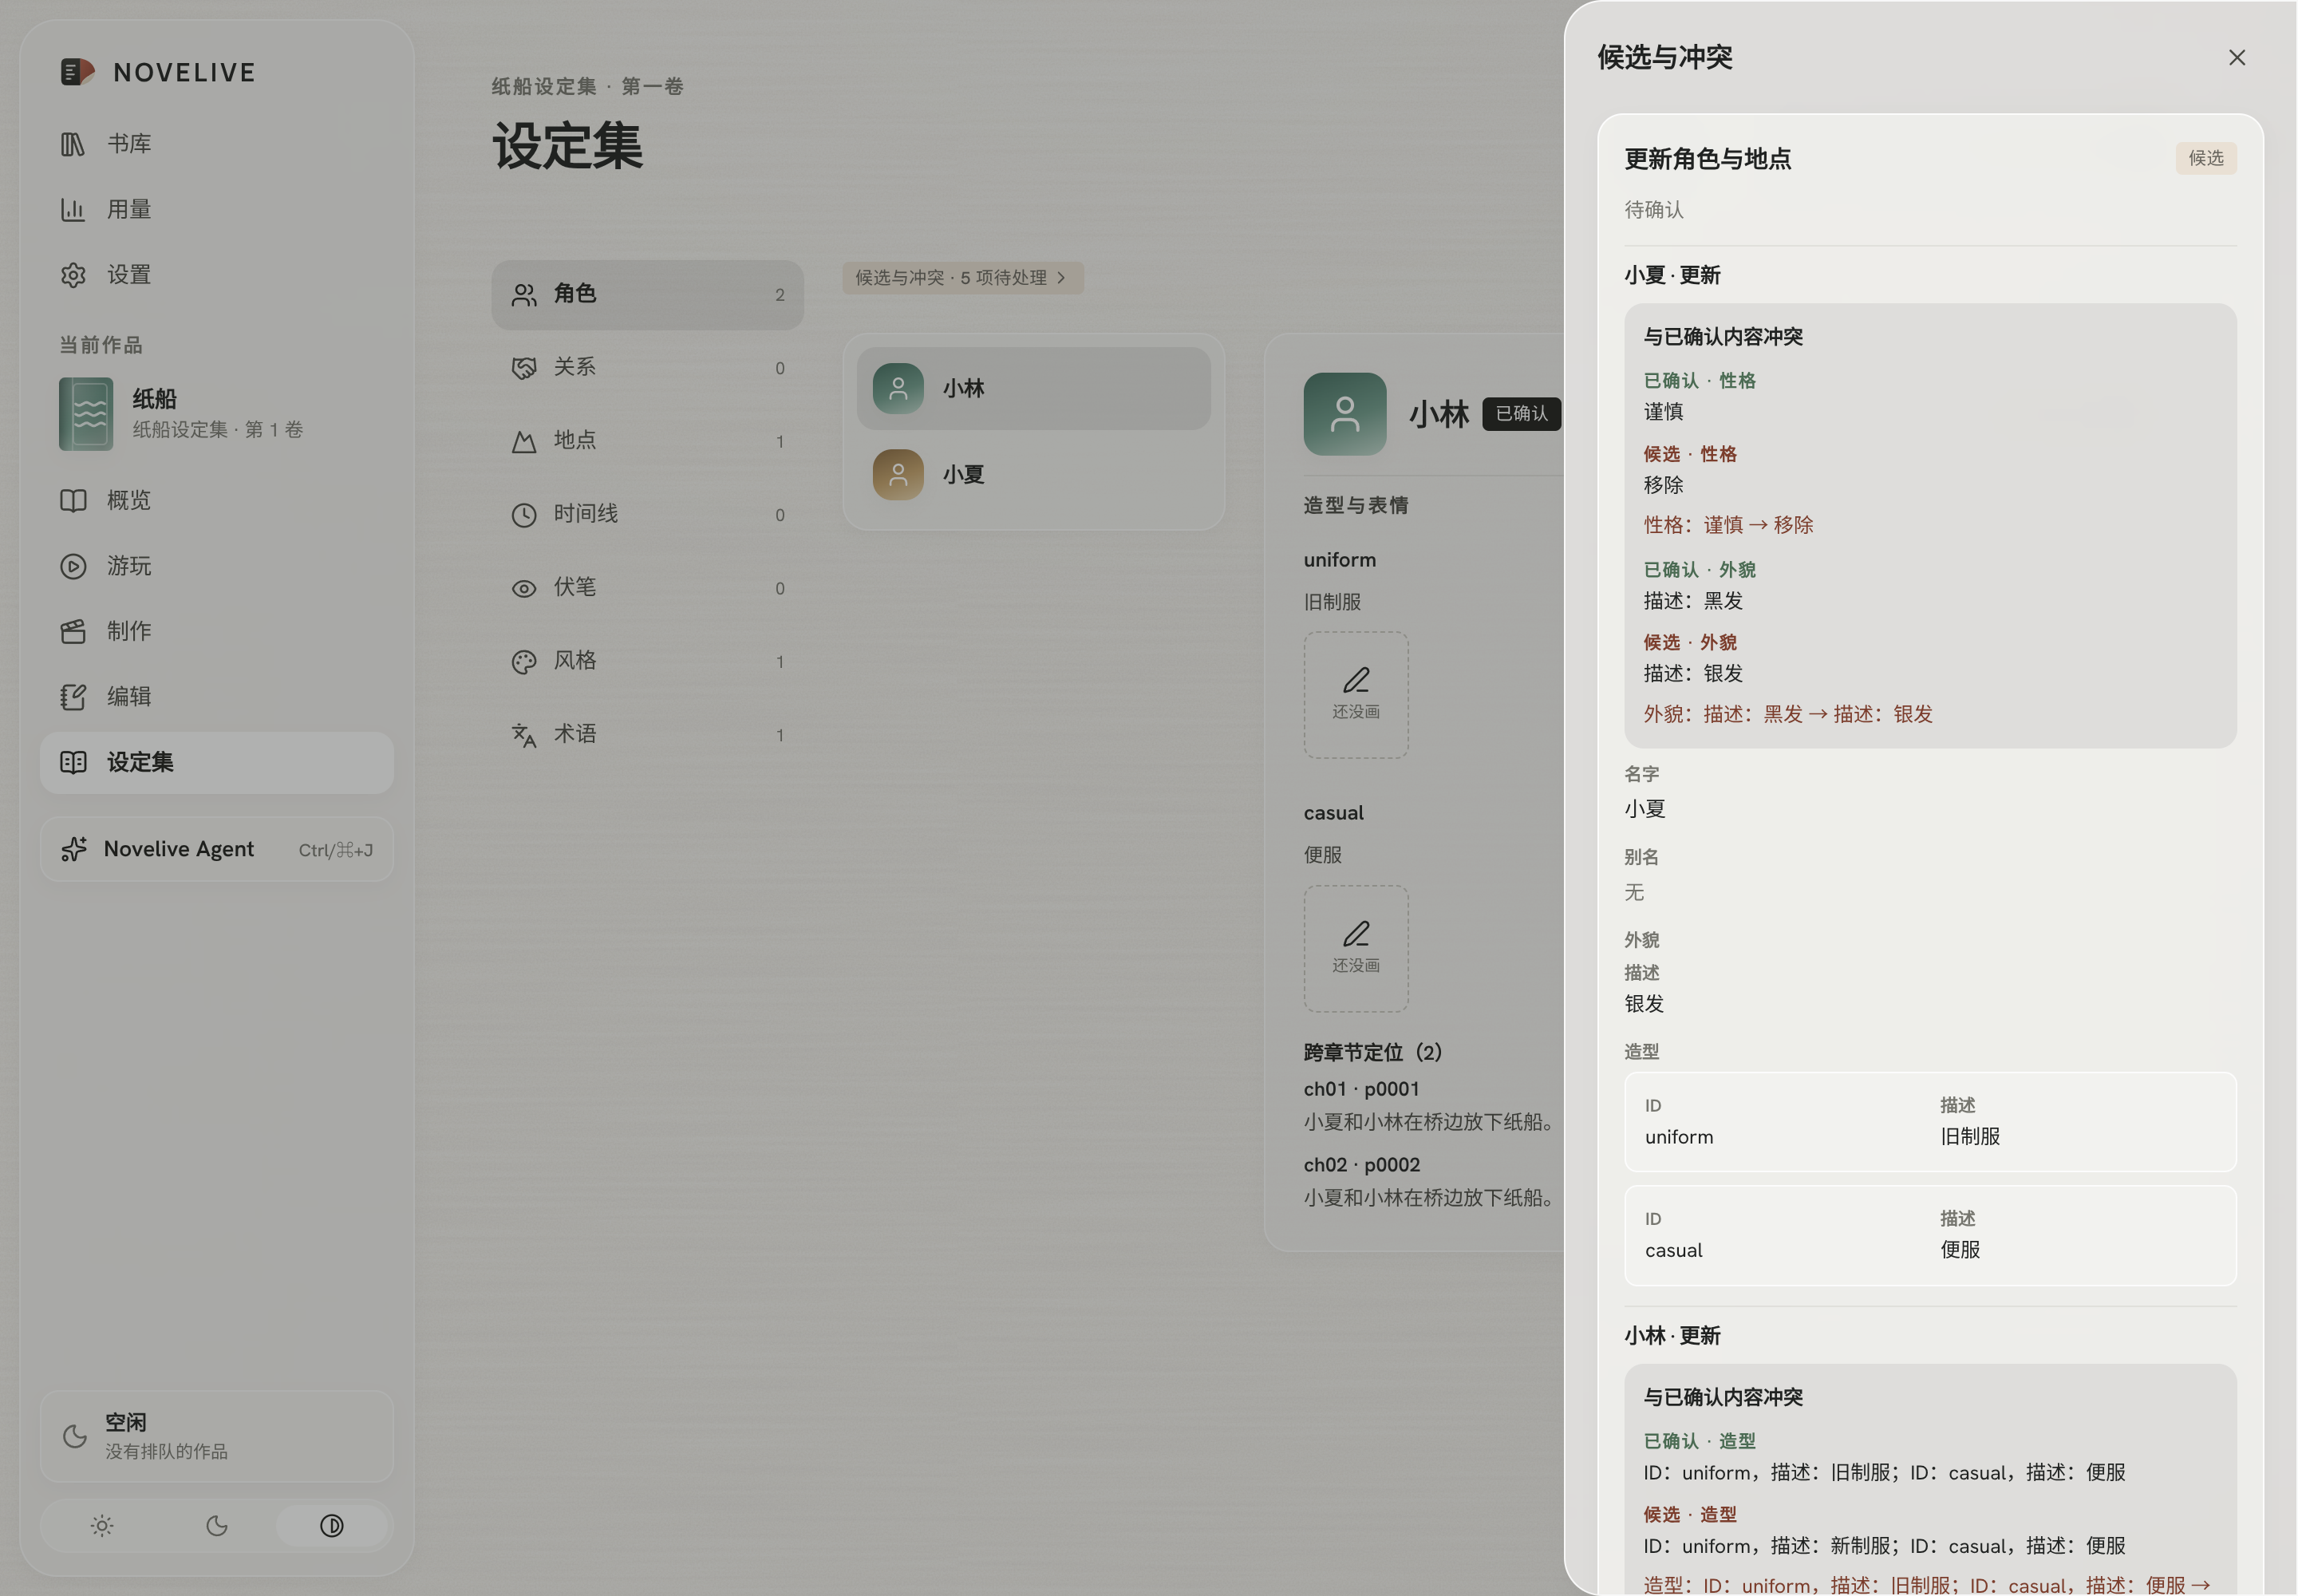 NOVELIVE
书库
用量
设置
当前作品
纸船
纸船设定集 · 第 1 卷
概览
游玩
制作
编辑
设定集
Novelive Agent
Ctrl/⌘+J
空闲
没有排队的作品
纸船设定集 · 第一卷
设定集
角色 2
关系 0
地点 1
时间线 0
伏笔 0
风格 1
术语 1
候选与冲突 · 5 项待处理
小林
小夏
小林 已确认
造型与表情
uniform
旧制服
还没画
casual
便服
还没画
跨章节定位（2）
ch01 · p0001
小夏和小林在桥边放下纸船。
ch02 · p0002
小夏和小林在桥边放下纸船。
候选与冲突
更新角色与地点 候选
待确认
小夏 · 更新
与已确认内容冲突
已确认 · 性格
谨慎
候选 · 性格
移除
性格：谨慎 → 移除
已确认 · 外貌
描述：黑发
候选 · 外貌
描述：银发
外貌：描述：黑发 → 描述：银发
名字
小夏
别名
无
外貌
描述
银发
造型
ID 描述
uniform 旧制服
ID 描述
casual 便服
小林 · 更新
与已确认内容冲突
已确认 · 造型
ID：uniform，描述：旧制服；ID：casual，描述：便服
候选 · 造型
ID：uniform，描述：新制服；ID：casual，描述：便服
造型：ID：uniform，描述：旧制服；ID：casual，描述：便服 →